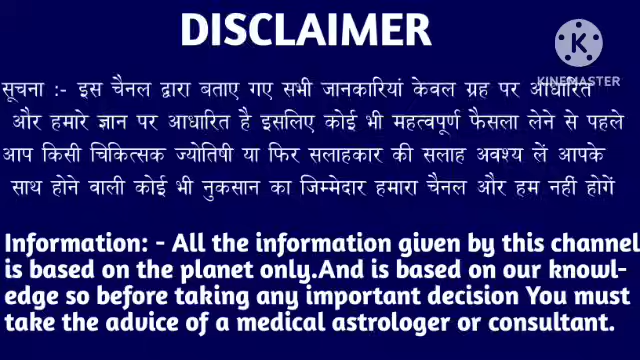 DISCLAIMER
KINEMASTER
सूचना :- इस चैनल द्वारा बताए गए सभी जानकारियां केवल ग्रह पर आधारित
और हमारे ज्ञान पर आधारित है इसलिए कोई भी महत्वपूर्ण फैसला लेने से पहले
आप किसी चिकित्सक ज्योतिषी या फिर सलाहकार की सलाह अवश्य लें आपके
साथ होने वाली कोई भी नुकसान का जिम्मेदार हमारा चैनल और हम नहीं होगें
Information: - All the information given by this channel
is based on the planet only.And is based on our knowl-
edge so before taking any important decision You must
take the advice of a medical astrologer or consultant.